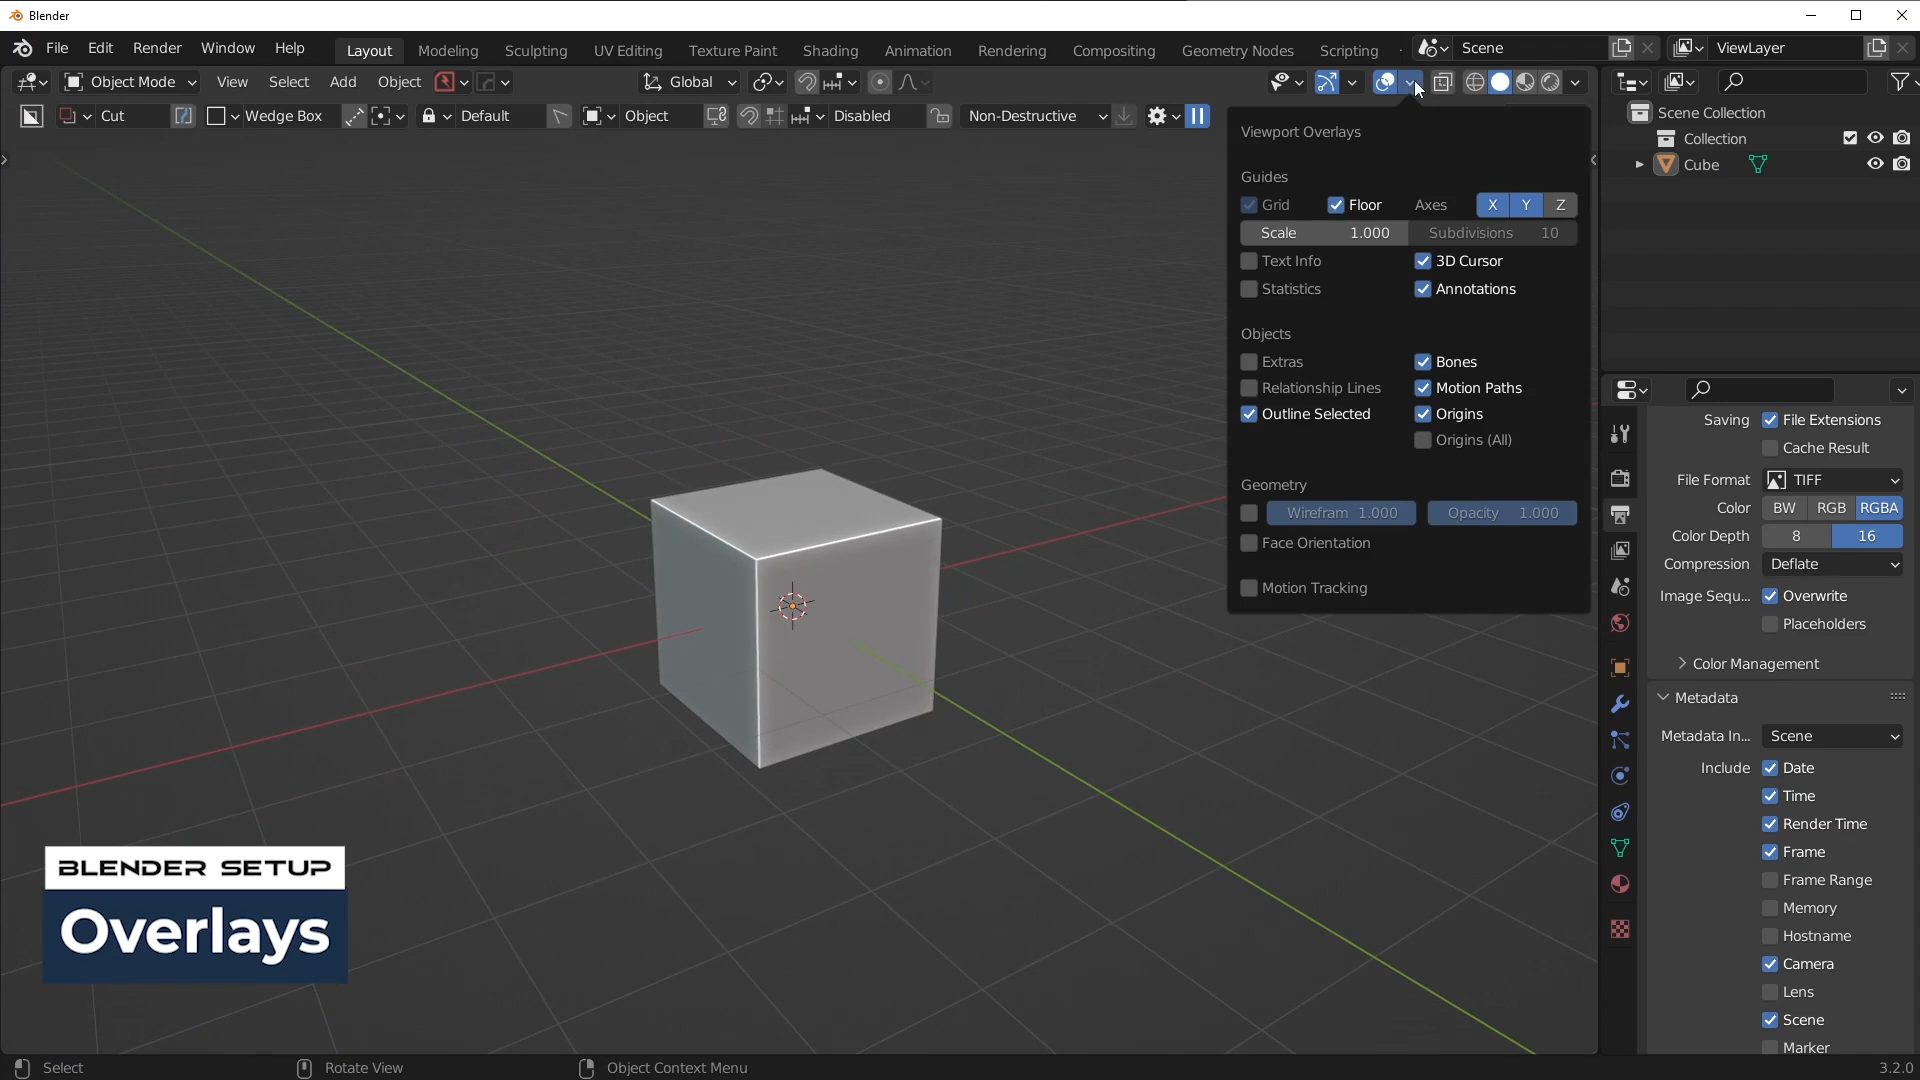 Blender
File Edit Render Window Help Layout Modeling Sculpting UV Editing Texture Paint Shading Animation Rendering Compositing Geometry Nodes Scripting Scene ViewLayer
Object Mode View Select Add Object Global
Cut Wedge Box Default Object Disabled Non-Destructive
Viewport Overlays
Guides
Grid Floor Axes X Y Z
Scale 1.000 Subdivisions 10
Text Info 3D Cursor
Statistics Annotations
Objects
Extras Bones
Relationship Lines Motion Paths
Outline Selected Origins
Origins (All)
Geometry
Wirefram 1.000 Opacity 1.000
Face Orientation
Motion Tracking
Scene Collection
Collection
Cube
Saving File Extensions
Cache Result
File Format TIFF
Color BW RGB RGBA
Color Depth 8 16
Compression Deflate
Image Sequ... Overwrite
Placeholders
Color Management
Metadata
Metadata In... Scene
Include Date
Time
Render Time
Frame
Frame Range
Memory
Hostname
Camera
Lens
Scene
Marker
BLENDER SETUP
Overlays
Select Rotate View Object Context Menu 3.2.0